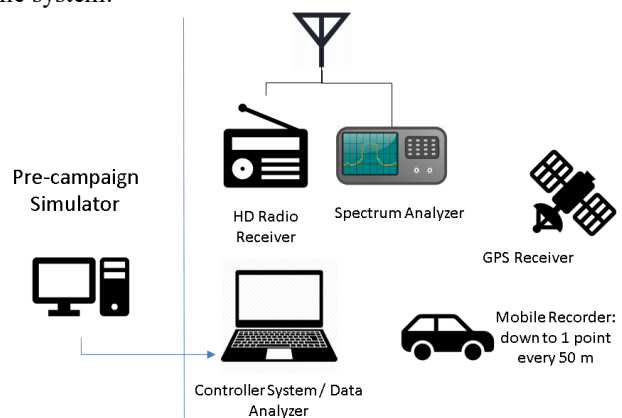 ne system.
Pre-campaign
Simulator
HD Radio
Receiver
Spectrum Analyzer
GPS Receiver
Mobile Recorder:
down to 1 point
every 50 m
Controller System / Data
Analyzer